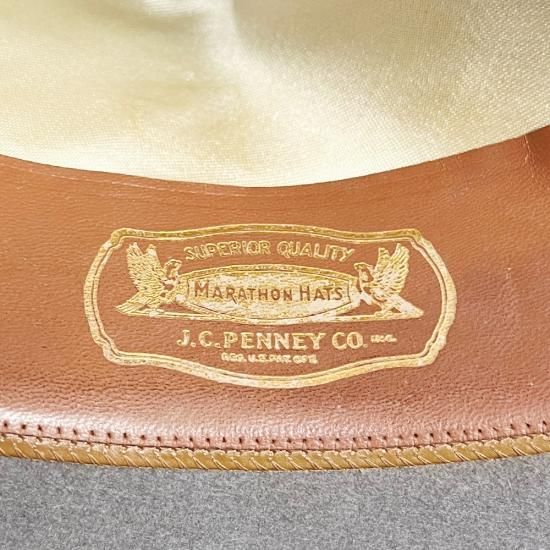 SUPERIOR QUALITY
MARATHON HATS
J.C. PENNEY CO. INC.
REG. U.S. PAT. OFF.